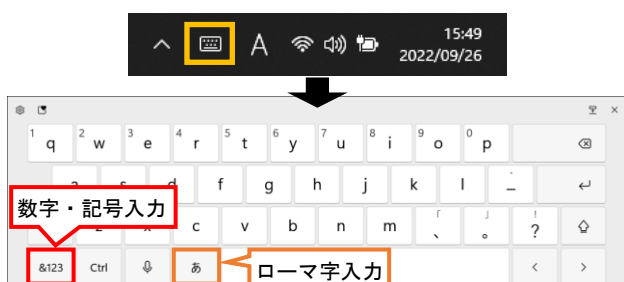 A 15:49
2022/09/26
1 q 2 w 3 e 4 r 5 t 6 y 7 u 8 i 9 o 0 p
f g h j k l -
数字・記号入力
c v b n m 「 、 」 。 ! ?
&123 Ctrl あ < >
ローマ字入力